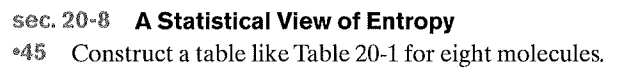 sec. 20-8 A Statistical View of Entropy
•45 Construct a table like Table 20-1 for eight molecules.